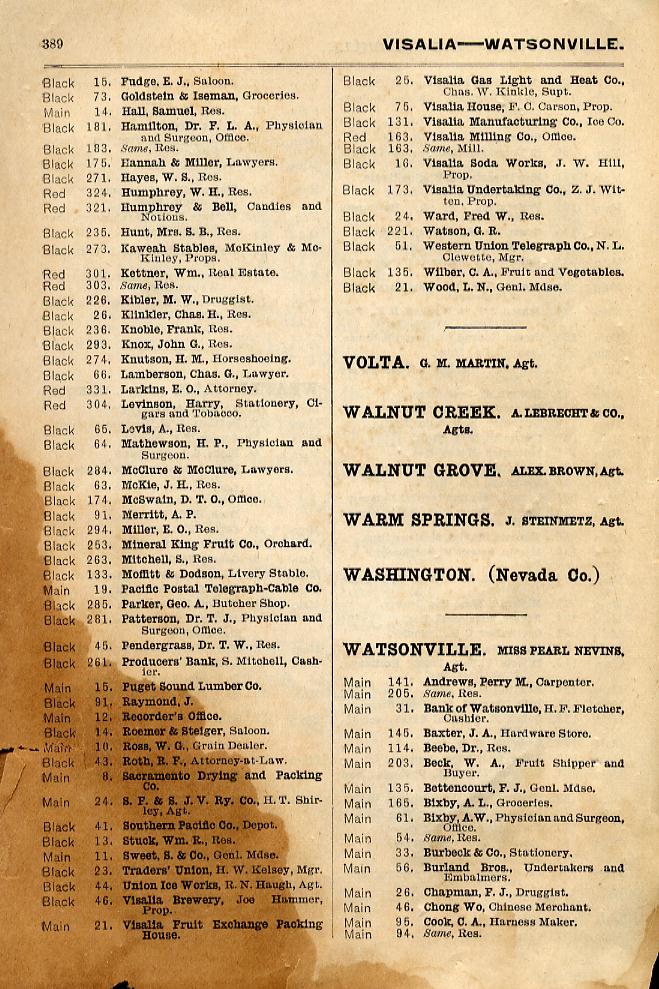 389
VISALIA—WATSONVILLE.
Black 15. Fudge, E. J., Saloon.
Black 73. Goldstein & Iseman, Groceries.
Main 14. Hall, Samuel, Res.
Black 181. Hamilton, Dr. F. L. A., Physician
and Surgeon, Office.
Black 183. Same, Res.
Black 175. Hannah & Miller, Lawyers.
Black 271. Hayes, W. S., Res.
Red 324. Humphrey, W. H., Res.
Red 321. Humphrey & Bell, Candies and
Notions.
Black 235. Hunt, Mrs. S. B., Res.
Black 273. Kaweah Stables, McKinley & Mc-
Kinley, Props.
Red 301. Kettner, Wm., Real Estate.
Red 303. Same, Res.
Black 226. Kibler, M. W., Druggist.
Black 26. Klinkler, Chas. H., Res.
Black 236. Knoble, Frank, Res.
Black 293. Knox, John G., Res.
Black 274. Knutson, H. M., Horseshoeing.
Black 66. Lamberson, Chas. G., Lawyer.
Red 331. Larkins, E. O., Attorney.
Red 304. Levinson, Harry, Stationery, Ci-
gars and Tobacco.
Black 65. Levis, A., Res.
Black 64. Mathewson, H. P., Physician and
Surgeon.
Black 284. McClure & McClure, Lawyers.
Black 63. McKie, J. H., Res.
Black 174. McSwain, D. T. O., Office.
Black 91. Merritt, A. P.
Black 294. Miller, E. O., Res.
Black 253. Mineral King Fruit Co., Orchard.
Black 263. Mitchell, S., Res.
Black 133. Moffitt & Dodson, Livery Stable.
Main 19. Pacific Postal Telegraph-Cable Co.
Black 285. Parker, Geo. A., Butcher Shop.
Black 281. Patterson, Dr. T. J., Physician and
Surgeon, Office.
Black 45. Pendergrass, Dr. T. W., Res.
Black 261. Producers' Bank, S. Mitchell, Cash-
ier.
Main 15. Puget Sound Lumber Co.
Black 91. Raymond, J.
Main 12. Recorder's Office.
Black 14. Roemer & Steiger, Saloon.
Main 10. Ross, W. G., Grain Dealer.
Black 43. Roth, R. F., Attorney-at-Law.
Main 8. Sacramento Drying and Packing
Co.
Main 24. S. F. & S. J. V. Ry. Co., H. T. Shir-
ley, Agt.
Black 41. Southern Pacific Co., Depot.
Black 13. Stuck, Wm. R., Res.
Main 11. Sweet, S. & Co., Genl. Mdse.
Black 23. Traders' Union, H. W. Kelsey, Mgr.
Black 44. Union Ice Works, R. N. Haugh, Agt.
Black 46. Visalia Brewery, Joe Hammer,
Prop.
Main 21. Visalia Fruit Exchange Packing
House.
Black 25. Visalia Gas Light and Heat Co.,
Chas. W. Kinkle, Supt.
Black 75. Visalia House, F. C. Carson, Prop.
Black 131. Visalia Manufacturing Co., Ice Co.
Red 163. Visalia Milling Co., Office.
Black 163. Same, Mill.
Black 16. Visalia Soda Works, J. W. Hill,
Prop.
Black 173. Visalia Undertaking Co., Z. J. Wit-
ten, Prop.
Black 24. Ward, Fred W., Res.
Black 221. Watson, G. R.
Black 51. Western Union Telegraph Co., N. L.
Clewette, Mgr.
Black 135. Wilber, C. A., Fruit and Vegetables.
Black 21. Wood, L. N., Genl. Mdse.
VOLTA. G. M. MARTIN, Agt.
WALNUT CREEK. A. LEBRECHT & CO.,
Agts.
WALNUT GROVE. ALEX. BROWN, Agt.
WARM SPRINGS. J. STEINMETZ, Agt.
WASHINGTON. (Nevada Co.)
WATSONVILLE. MISS PEARL NEVINS,
Agt.
Main 141. Andrews, Perry M., Carpenter.
Main 205. Same, Res.
Main 31. Bank of Watsonville, H. F. Fletcher,
Cashier.
Main 145. Baxter, J. A., Hardware Store.
Main 114. Beebe, Dr., Res.
Main 203. Beck, W. A., Fruit Shipper and
Buyer.
Main 135. Bettencourt, F. J., Genl. Mdse.
Main 165. Bixby, A. L., Groceries.
Main 61. Bixby, A.W., Physician and Surgeon,
Office.
Main 54. Same, Res.
Main 33. Burbeck & Co., Stationery.
Main 56. Burland Bros., Undertakers and
Embalmers.
Main 26. Chapman, F. J., Druggist.
Main 46. Chong Wo, Chinese Merchant.
Main 95. Cook, C. A., Harness Maker.
Main 94. Same, Res.